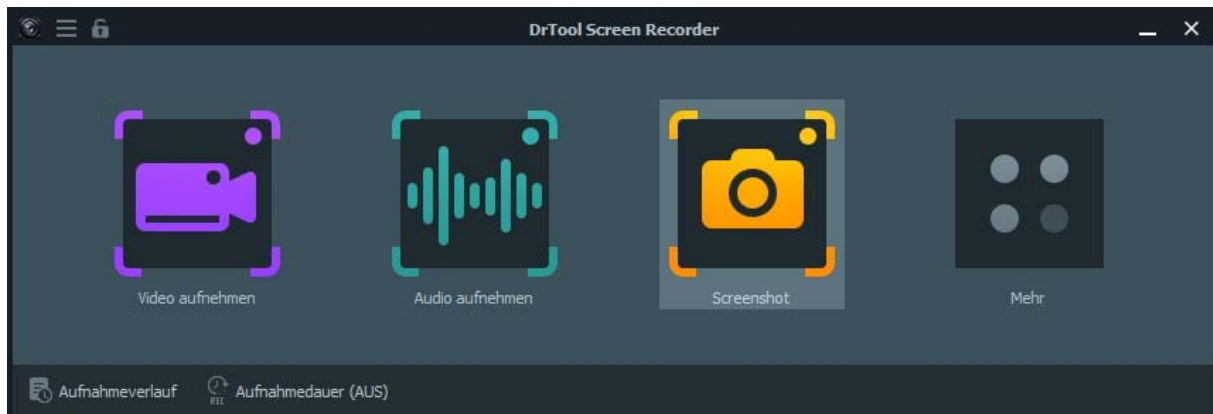 DrTool Screen Recorder
Video aufnehmen
Audio aufnehmen
Screenshot
Mehr
Aufnahmeverlauf
Aufnahmedauer (AUS)